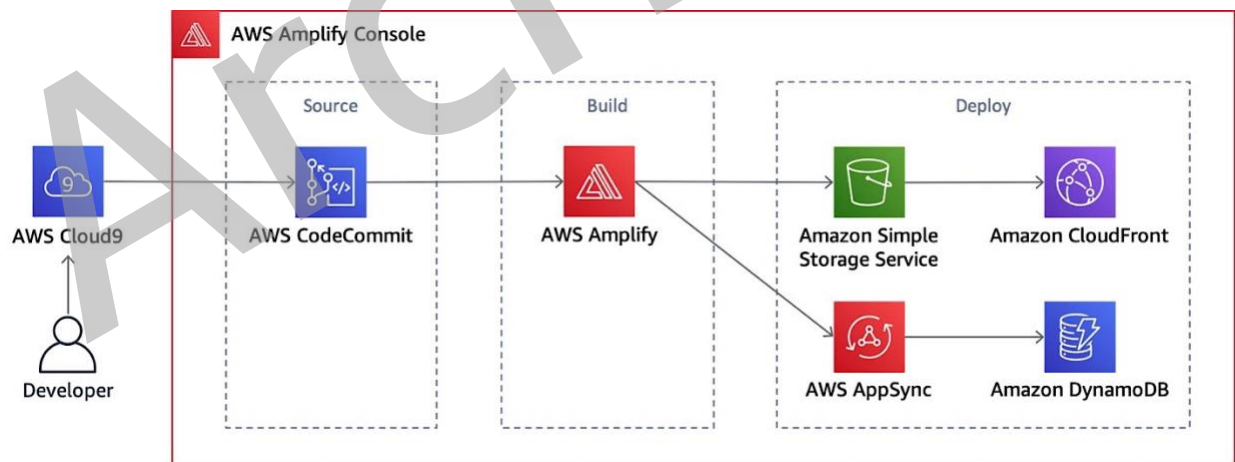 AWS Amplify Console
Source
Build
Deploy
9
AWS Cloud9
AWS CodeCommit
</>
AWS Amplify
Amazon Simple
Storage Service
Amazon CloudFront
Developer
AWS AppSync
Amazon DynamoDB